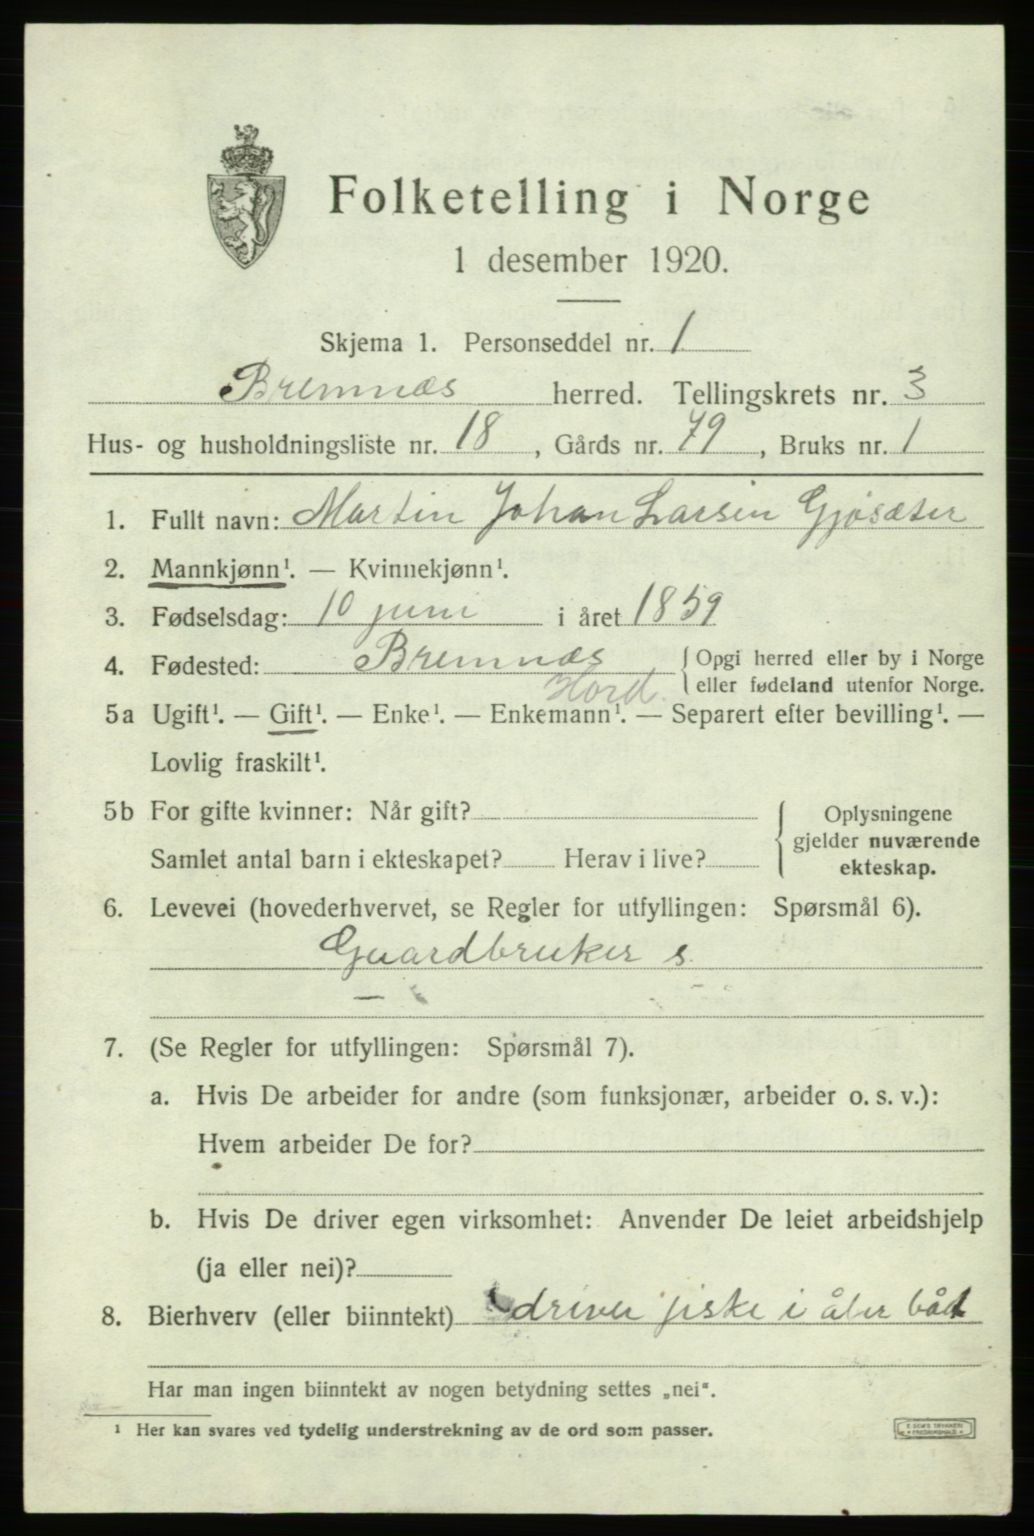 Folketelling i Norge
1 desember 1920.
Skjema 1. Personseddel nr. 1
Bremnæs herred. Tellingskrets nr. 3
Hus- og husholdningsliste nr. 18, Gårds nr. 79, Bruks nr. 1
1. Fullt navn: Martin Johan Larsen Gjøsæter
2. Mannkjønn¹. — Kvinnekjønn¹.
3. Fødselsdag: 10 juni i året 1859
4. Fødested: Bremnæs { Opgi herred eller by i Norge
Hord. eller fødeland utenfor Norge.
5a Ugift¹. — Gift¹. — Enke¹. — Enkemann¹. — Separert efter bevilling¹. —
Lovlig fraskilt¹.
5b For gifte kvinner: Når gift? Oplysningene
gjelder nuværende
Samlet antal barn i ekteskapet? Herav i live? ekteskap.
6. Levevei (hovederhvervet, se Regler for utfyllingen: Spørsmål 6).
Guardbruker s.
—
7. (Se Regler for utfyllingen: Spørsmål 7).
a. Hvis De arbeider for andre (som funksjonær, arbeider o. s. v.):
Hvem arbeider De for?
b. Hvis De driver egen virksomhet: Anvender De leiet arbeidshjelp
(ja eller nei)?
8. Bierhverv (eller biinntekt) driver fiske i åben båt
Har man ingen biinntekt av nogen betydning settes „nei“.
¹ Her kan svares ved tydelig understrekning av de ord som passer.